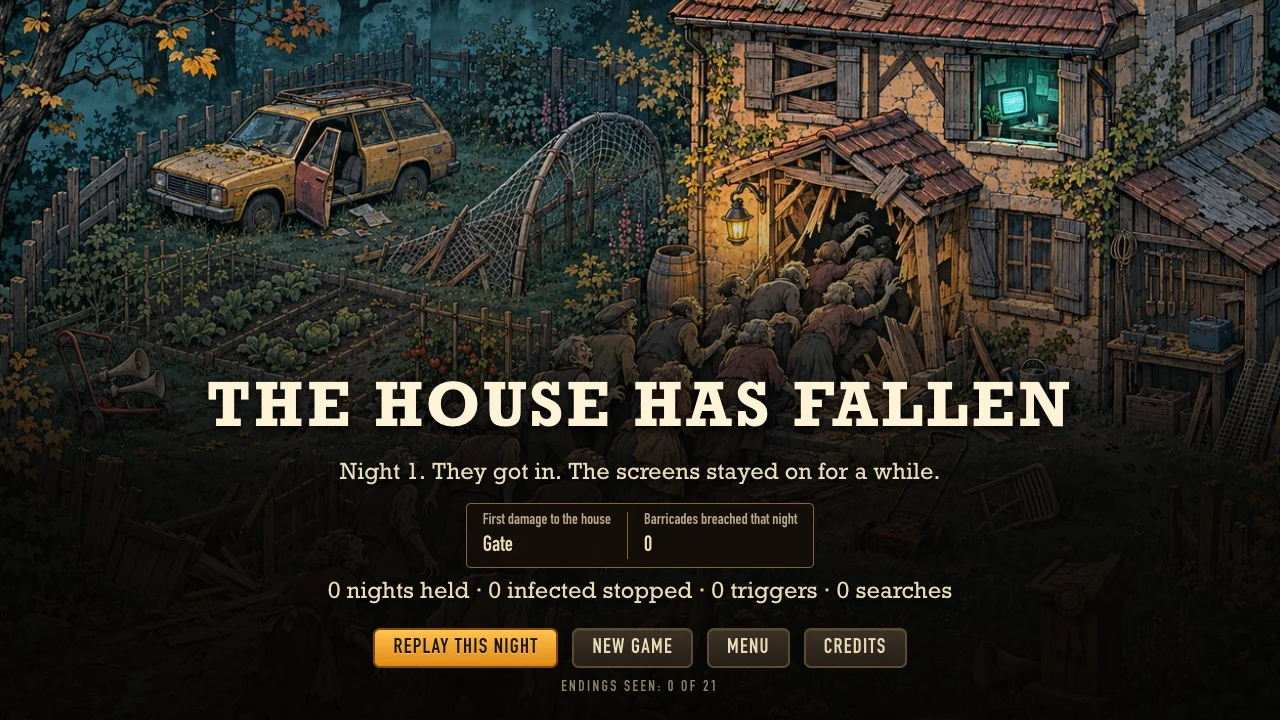 THE HOUSE HAS FALLEN
Night 1. They got in. The screens stayed on for a while.
First damage to the house
Gate
Barricades breached that night
0
0 nights held · 0 infected stopped · 0 triggers · 0 searches
REPLAY THIS NIGHT
NEW GAME
MENU
CREDITS
ENDINGS SEEN: 0 OF 21